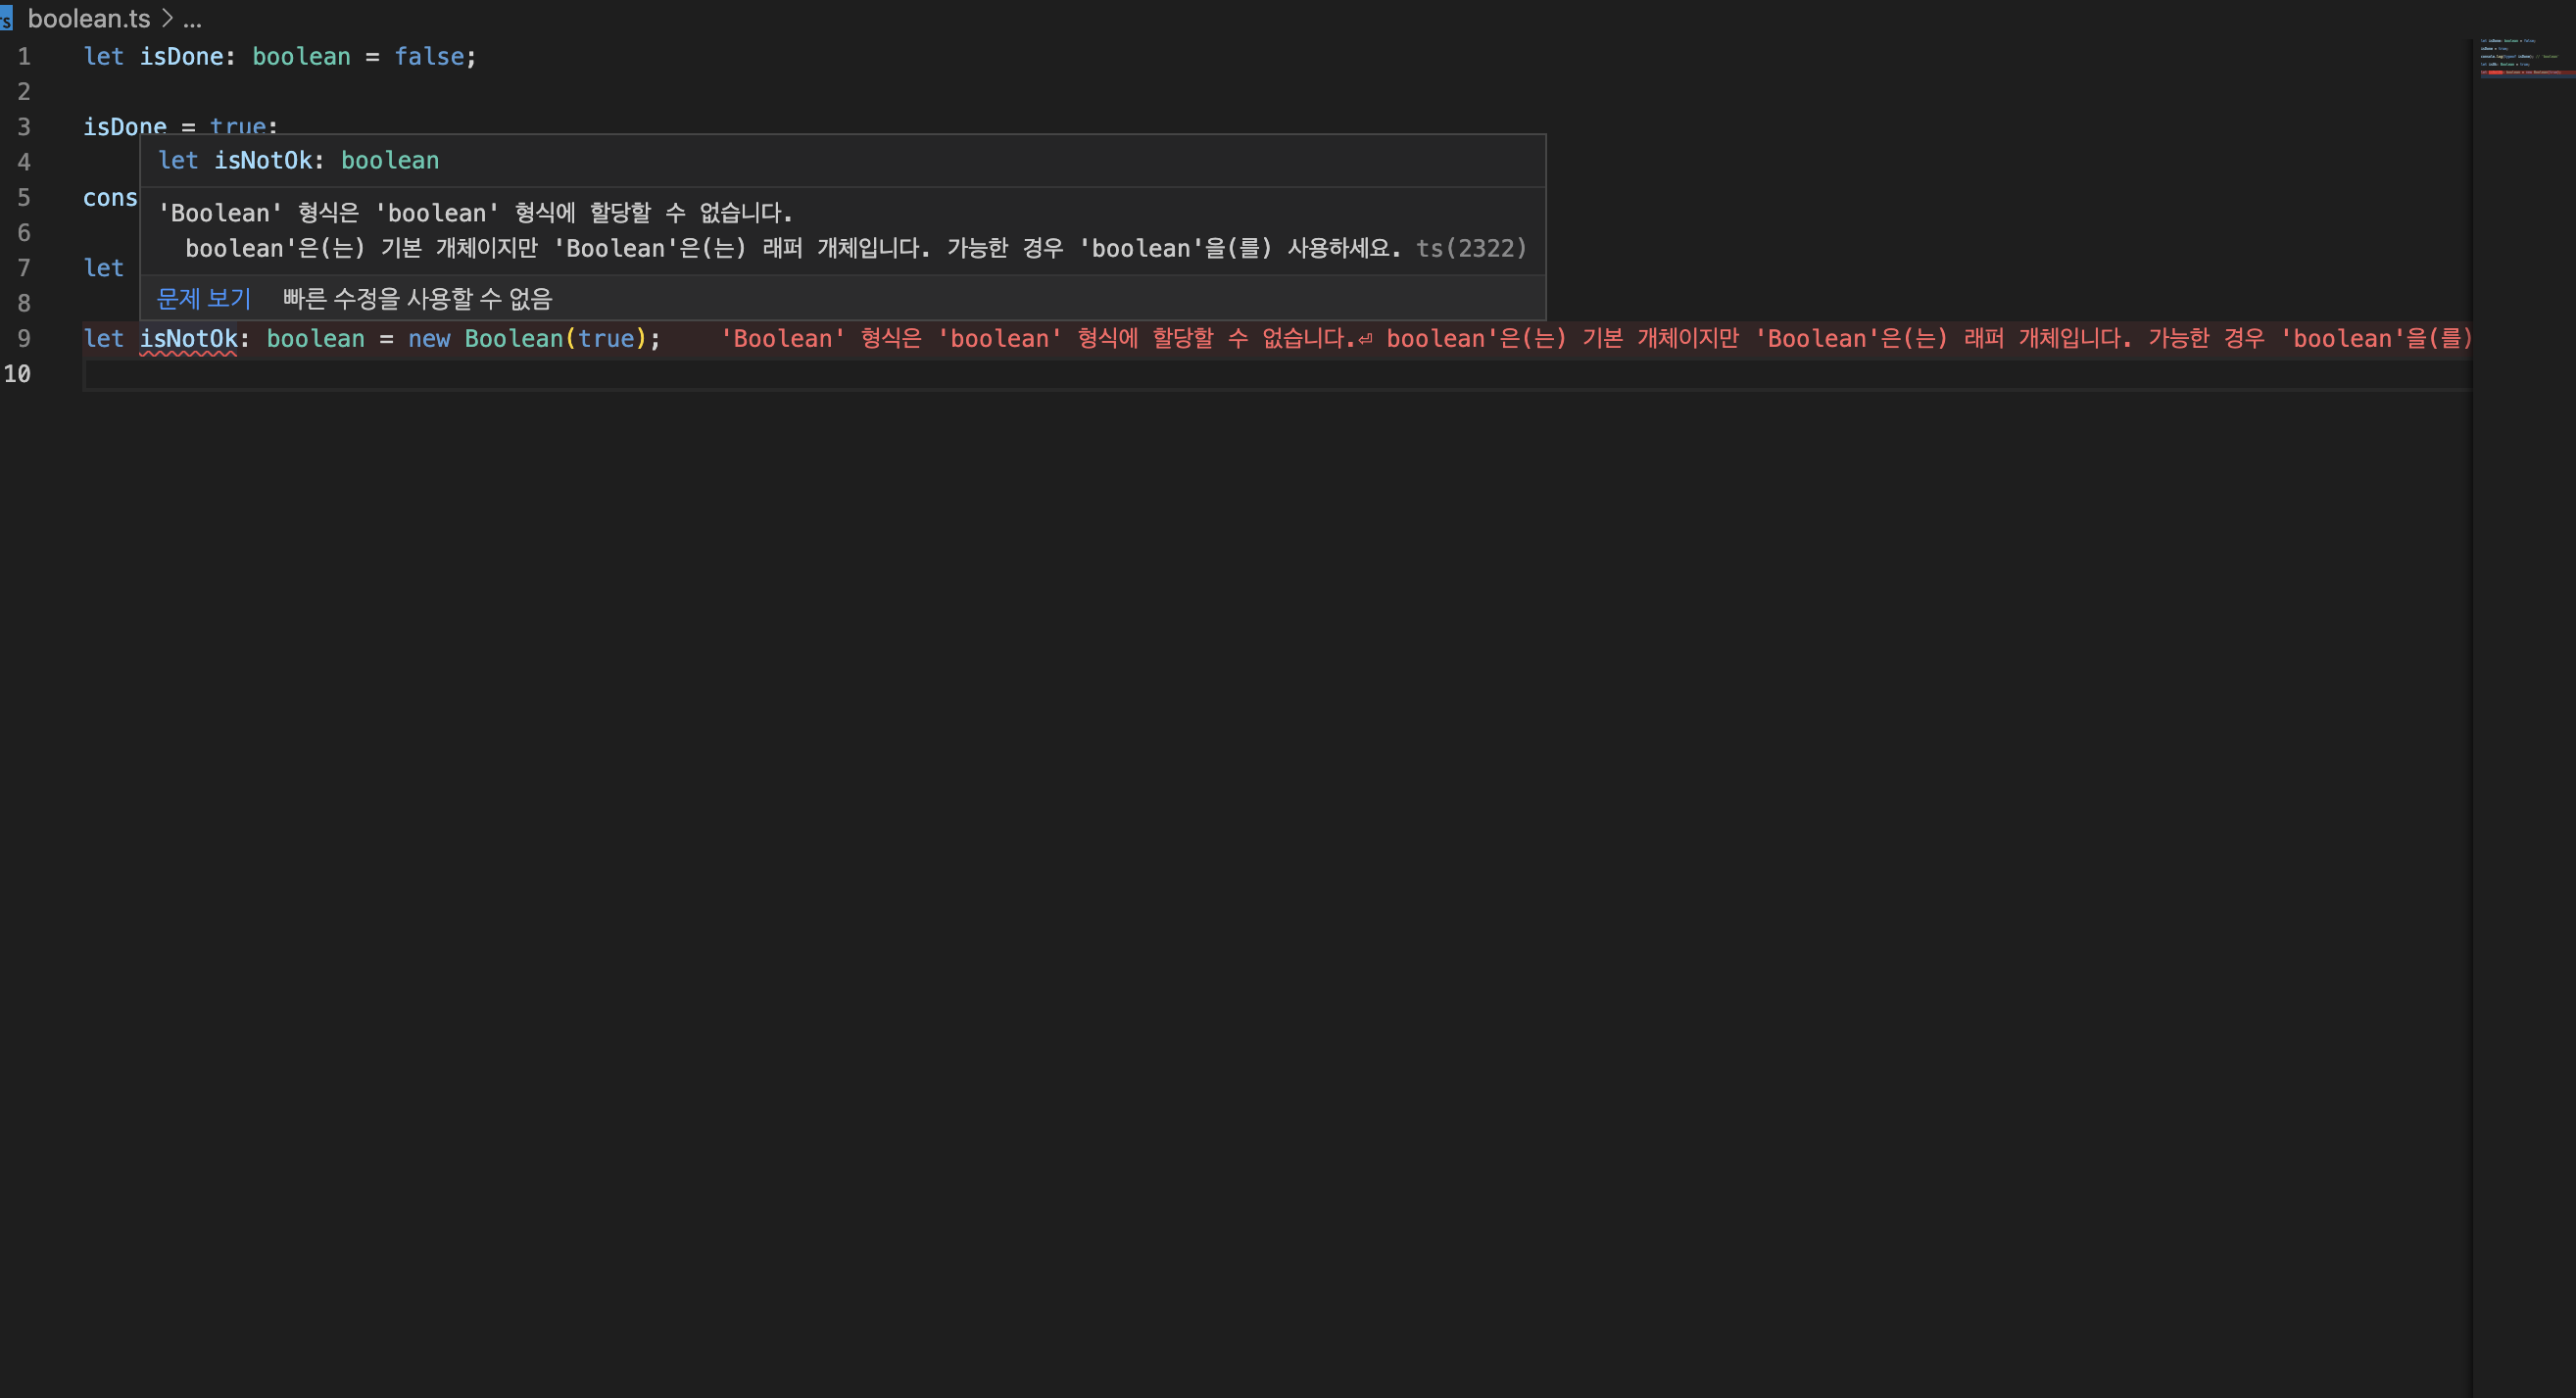 boolean.ts > ...
1 let isDone: boolean = false;
2
3 isDone = true;
let isNotOk: boolean
4
'Boolean' 형식은 'boolean' 형식에 할당할 수 없습니다.
5 cons
boolean'은(는) 기본 개체이지만 'Boolean'은(는) 래퍼 개체입니다. 가능한 경우 'boolean'을(를) 사용하세요. ts(2322)
6
7 let
문제 보기 빠른 수정을 사용할 수 없음
8
9 let isNotOk: boolean = new Boolean(true); 'Boolean' 형식은 'boolean' 형식에 할당할 수 없습니다.⏎ boolean'은(는) 기본 개체이지만 'Boolean'은(는) 래퍼 개체입니다. 가능한 경우 'boolean'을(를)
10